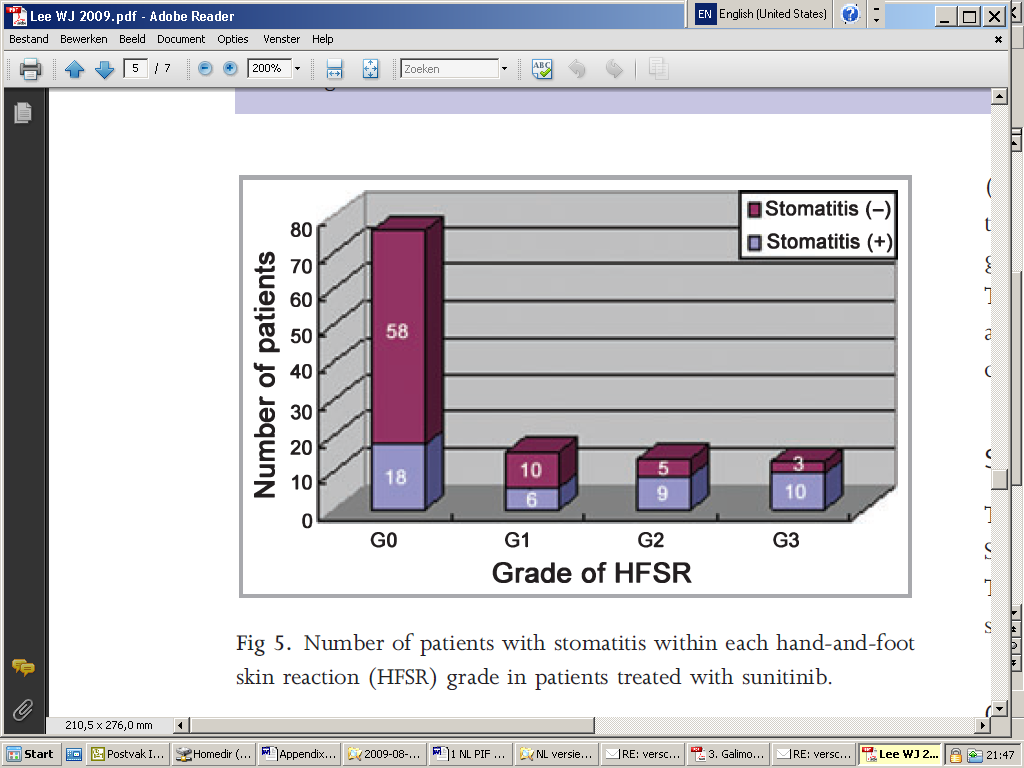 Lee WJ 2009.pdf - Adobe Reader
EN English (United States)
Bestand Bewerken Beeld Document Opties Venster Help
5 / 7 200% Zoeken
80
70
60
50
40
30
20
10
0
Number of patients
Stomatitis (–)
Stomatitis (+)
58
18
10
6
5
9
3
10
G0 G1 G2 G3
Grade of HFSR
Fig 5. Number of patients with stomatitis within each hand-and-foot
skin reaction (HFSR) grade in patients treated with sunitinib.
210,5 x 276,0 mm
Start Postvak I... Homedir (... Appendix... 2009-08-... 1 NL PIF ... NL versie... RE: versc... 3. Galimo... RE: versc... Lee WJ 2... 21:47